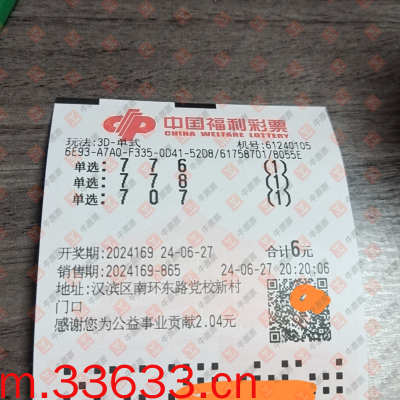 中国福利彩票
CHINA WELFARE LOTTERY
玩法:3D-单式 机号:61240105
6E93-A7A0-F335-0D41-52D8/61758701/8055E
单选: 7 7 6 (1)
单选: 7 7 8 (1)
单选: 7 0 7 (1)
开奖期:2024169 24-06-27 合计6元
销售期:2024169-865 24-06-27 20:20:06
地址:汉滨区南环东路党校新村
门口
感谢您为公益事业贡献2.04元
m.33633.cn